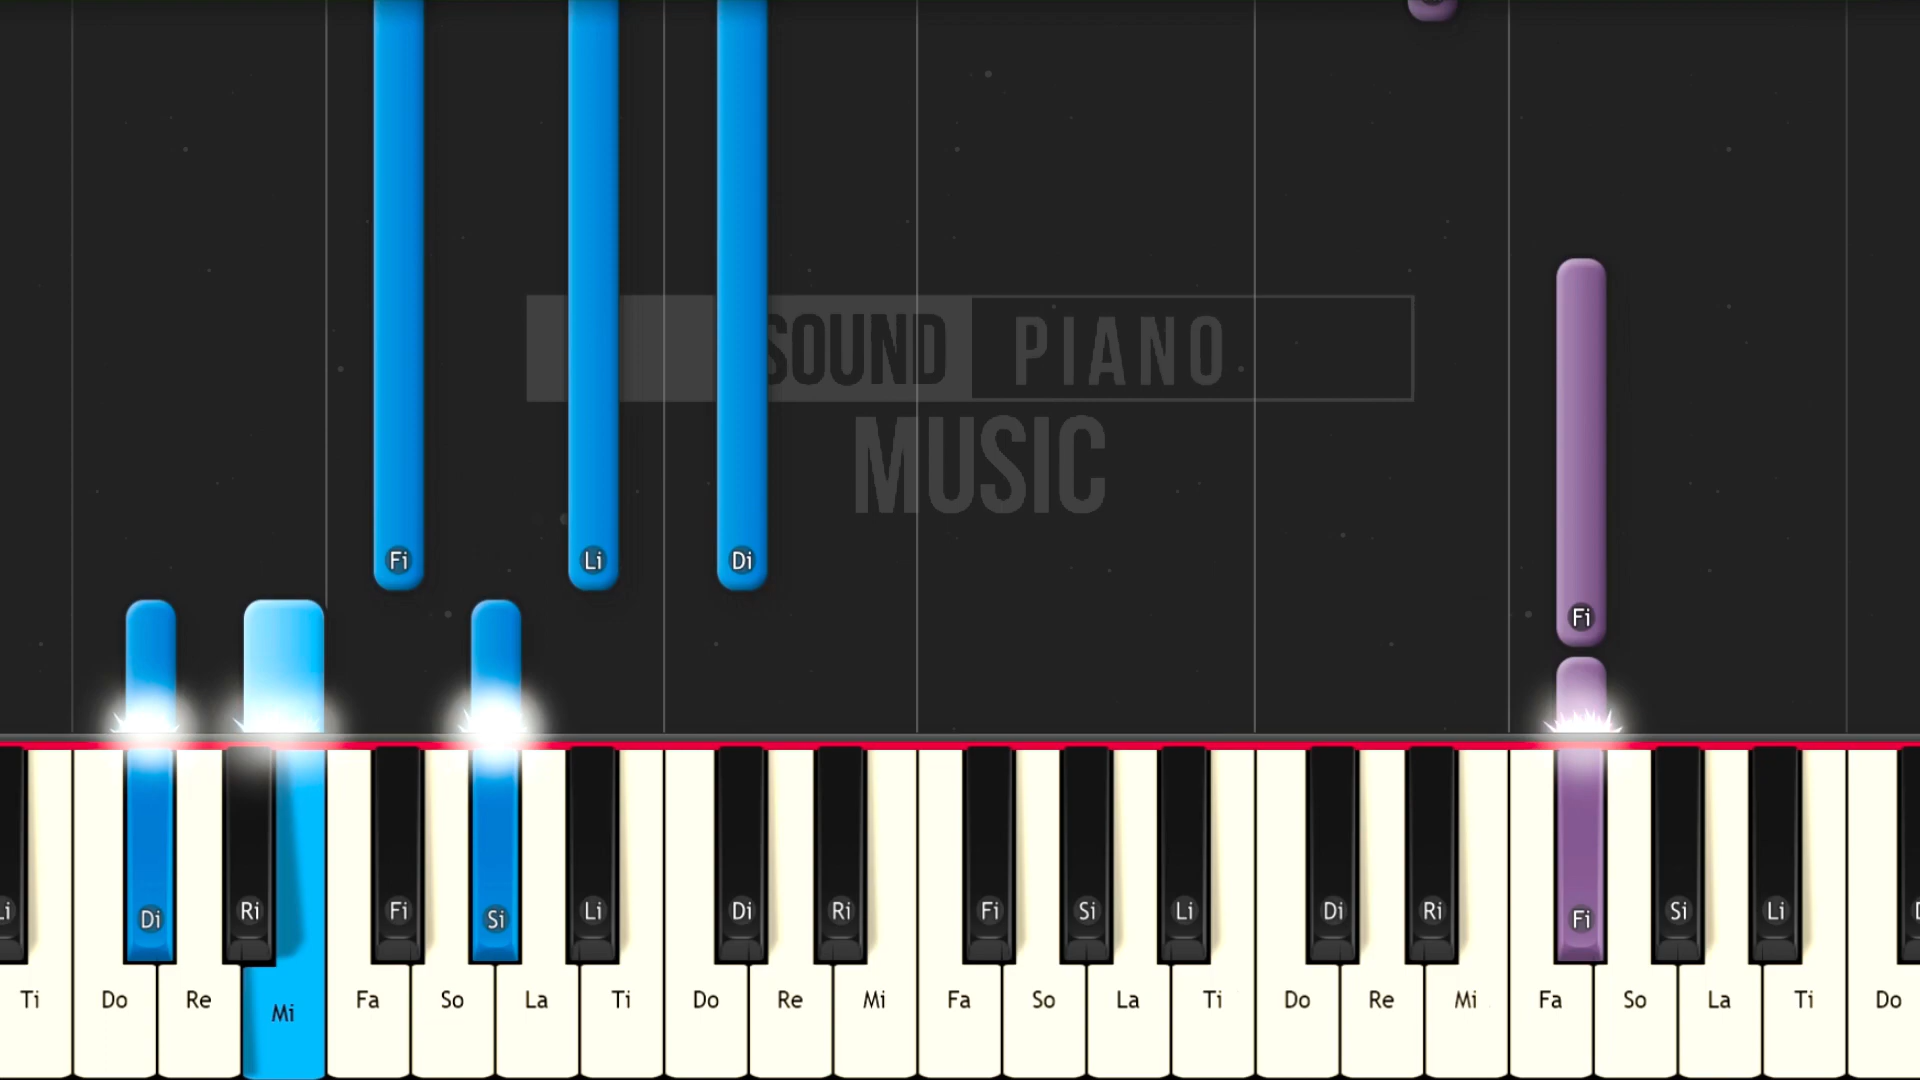 SOUND PIANO
MUSIC
Fi Li Di
Fi
Li Di Ri Fi Si Li Di Ri Fi Si Li Di Ri Fi Si Li
Ti Do Re Mi Fa So La Ti Do Re Mi Fa So La Ti Do Re Mi Fa So La Ti Do